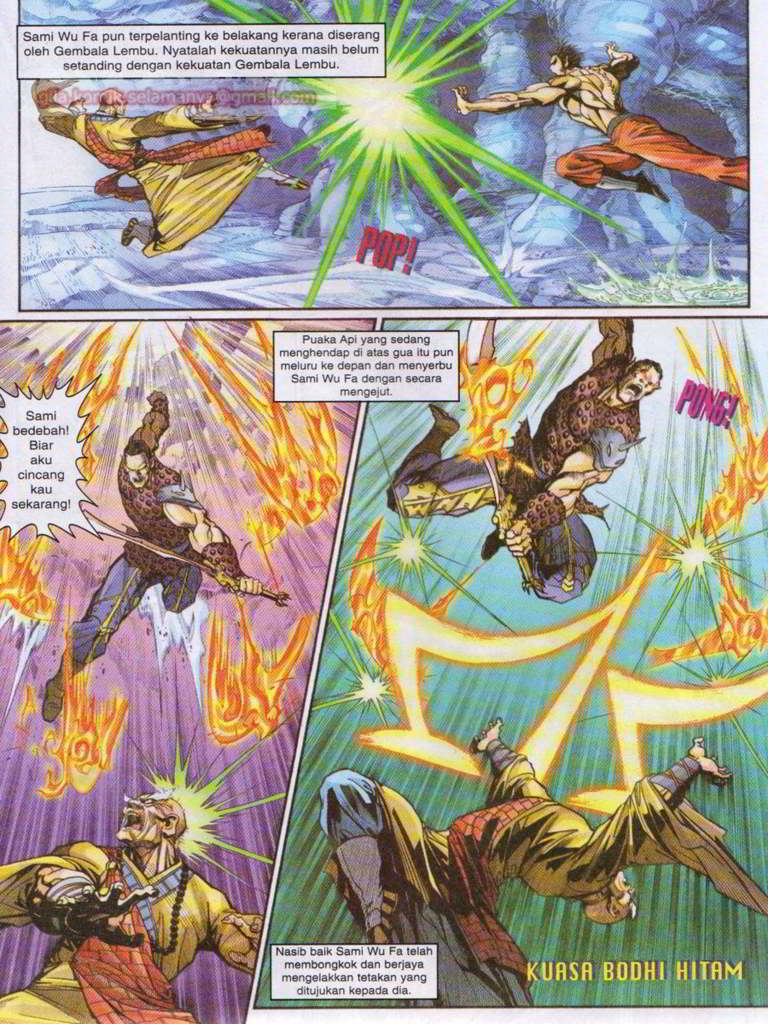 Sami Wu Fa pun terpelanting ke belakang kerana diserang
oleh Gembala Lembu. Nyatalah kekuatannya masih belum
setanding dengan kekuatan Gembala Lembu.
POP!
Puaka Api yang sedang
menghendap di atas gua itu pun
meluru ke depan dan menyerbu
Sami Wu Fa dengan secara
mengejut.
Sami
bedebah!
Biar
aku
cincang
kau
sekarang!
PONG!
Nasib baik Sami Wu Fa telah
membongkok dan berjaya
mengelakkan tetakan yang
ditujukan kepada dia.
KUASA BODHI HITAM